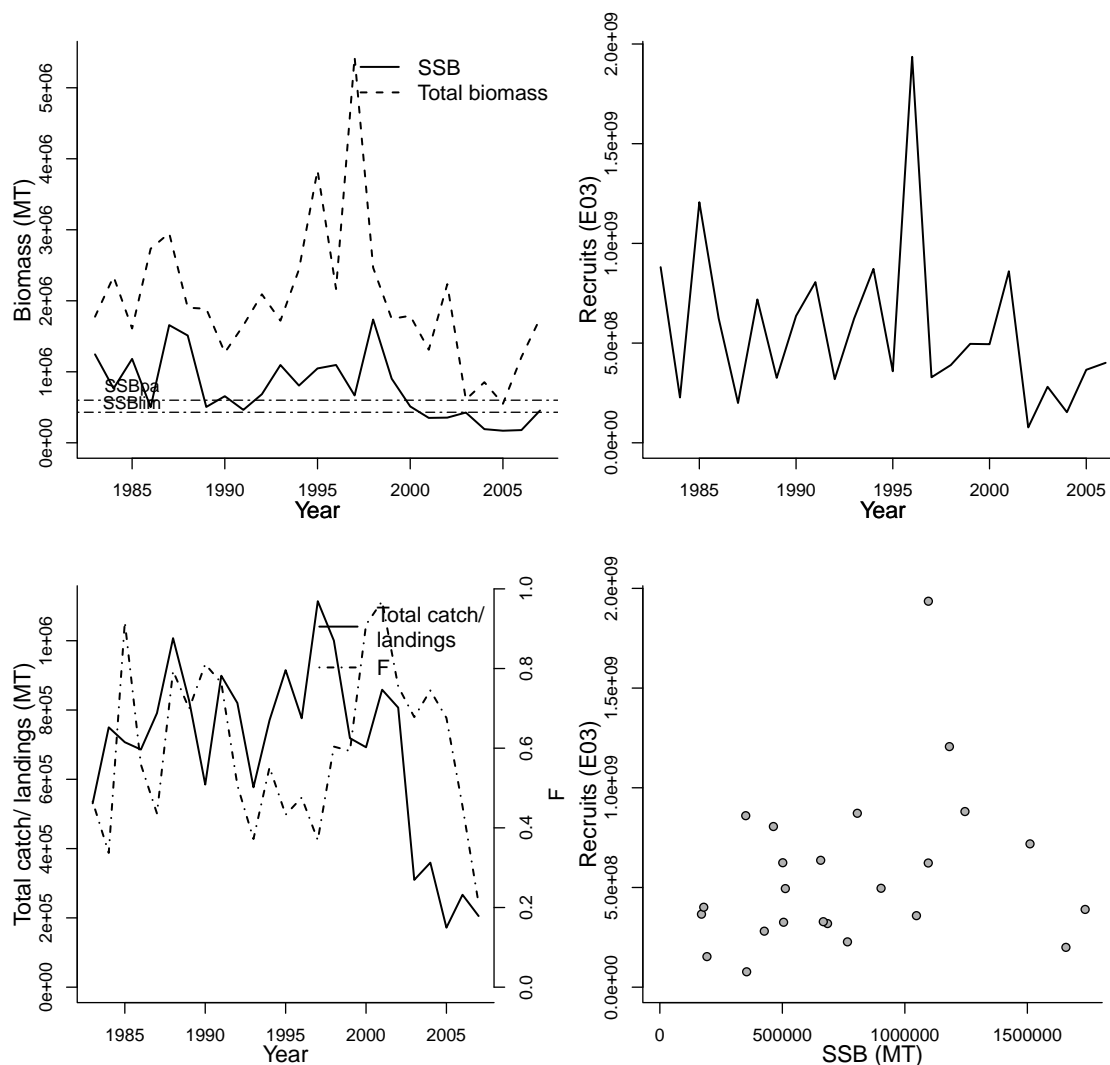 SSB
Total biomass
Biomass (MT)
0e+00
1e+06
2e+06
3e+06
4e+06
5e+06
SSBpa
SSBlim
1985
1990
1995
2000
2005
Year
Recruits (E03)
0.0e+00
5.0e+08
1.0e+09
1.5e+09
2.0e+09
1985
1990
1995
2000
2005
Year
Total catch/ landings (MT)
0e+00
2e+05
4e+05
6e+05
8e+05
1e+06
Total catch/
landings
F
0.0
0.2
0.4
0.6
0.8
1.0
F
1985
1990
1995
2000
2005
Year
Recruits (E03)
0.0e+00
5.0e+08
1.0e+09
1.5e+09
2.0e+09
0
500000
1000000
1500000
SSB (MT)